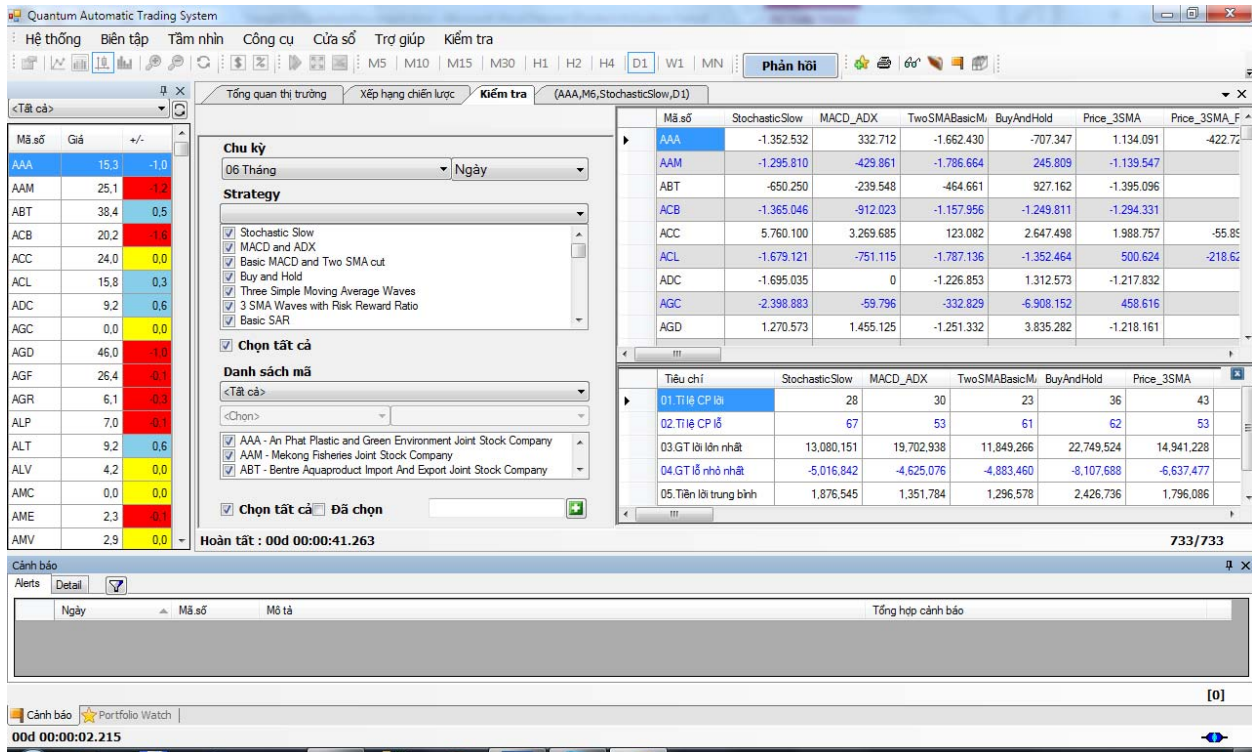 Quantum Automatic Trading System
Hệ thống Biên tập Tầm nhìn Công cụ Cửa sổ Trợ giúp Kiểm tra
M5 M10 M15 M30 H1 H2 H4 D1 W1 MN Phản hồi
<Tất cả>
Mã.số Giá +/-
AAA 15,3 -1,0
AAM 25,1 -1,2
ABT 38,4 0,5
ACB 20,2 -1,6
ACC 24,0 0,0
ACL 15,8 0,3
ADC 9,2 0,6
AGC 0,0 0,0
AGD 46,0 -1,0
AGF 26,4 -0,1
AGR 6,1 -0,3
ALP 7,0 -0,1
ALT 9,2 0,6
ALV 4,2 0,0
AMC 0,0 0,0
AME 2,3 -0,1
AMV 2,9 0,0
Tổng quan thị trường Xếp hạng chiến lược Kiểm tra (AAA,M6,StochasticSlow,D1)
Chu kỳ
06 Tháng Ngày
Strategy
Stochastic Slow
MACD and ADX
Basic MACD and Two SMA cut
Buy and Hold
Three Simple Moving Average Waves
3 SMA Waves with Risk Reward Ratio
Basic SAR
Chọn tất cả
Danh sách mã
<Tất cả>
<Chọn>
AAA - An Phat Plastic and Green Environment Joint Stock Company
AAM - Mekong Fisheries Joint Stock Company
ABT - Bentre Aquaproduct Import And Export Joint Stock Company
Chọn tất cả Đã chọn
Mã.số StochasticSlow MACD_ADX TwoSMABasicM BuyAndHold Price_3SMA Price_3SMA_F
AAA -1.352.532 332.712 -1.662.430 -707.347 1.134.091 -422.72
AAM -1.295.810 -429.861 -1.786.664 245.809 -1.139.547
ABT -650.250 -239.548 -464.661 927.162 -1.395.096
ACB -1.365.046 -912.023 -1.157.956 -1.249.811 -1.294.331
ACC 5.760.100 3.269.685 123.082 2.647.498 1.988.757 -55.89
ACL -1.679.121 -751.115 -1.787.136 -1.352.464 500.624 -218.62
ADC -1.695.035 0 -1.226.853 1.312.573 -1.217.832
AGC -2.398.883 -59.796 -332.829 -6.908.152 458.616
AGD 1.270.573 1.455.125 -1.251.332 3.835.282 -1.218.161
Tiêu chí StochasticSlow MACD_ADX TwoSMABasicM BuyAndHold Price_3SMA
01.Tỉ lệ CP lời 28 30 23 36 43
02.Tỉ lệ CP lỗ 67 53 61 62 53
03.GT lời lớn nhất 13,080,151 19,702,938 11,849,266 22,749,524 14,941,228
04.GT lỗ nhỏ nhất -5,016,842 -4,625,076 -4,883,460 -8,107,688 -6,637,477
05.Tiền lời trung bình 1,876,545 1,351,784 1,296,578 2,426,736 1,796,086
Hoàn tất : 00d 00:00:41.263 733/733
Cảnh báo
Alerts Detail
Ngày Mã.số Mô tả Tổng hợp cảnh báo
[0]
Cảnh báo Portfolio Watch
00d 00:00:02.215